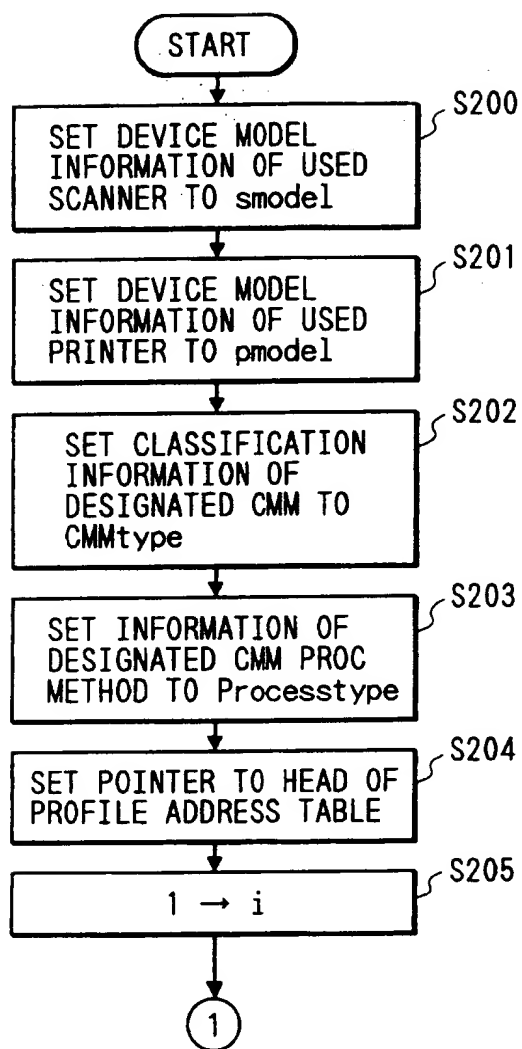 START
S200
SET DEVICE MODEL
INFORMATION OF USED
SCANNER TO smodel
S201
SET DEVICE MODEL
INFORMATION OF USED
PRINTER TO pmodel
S202
SET CLASSIFICATION
INFORMATION OF
DESIGNATED CMM TO
CMMtype
S203
SET INFORMATION OF
DESIGNATED CMM PROC
METHOD TO Processtype
S204
SET POINTER TO HEAD OF
PROFILE ADDRESS TABLE
S205
1 → i
1